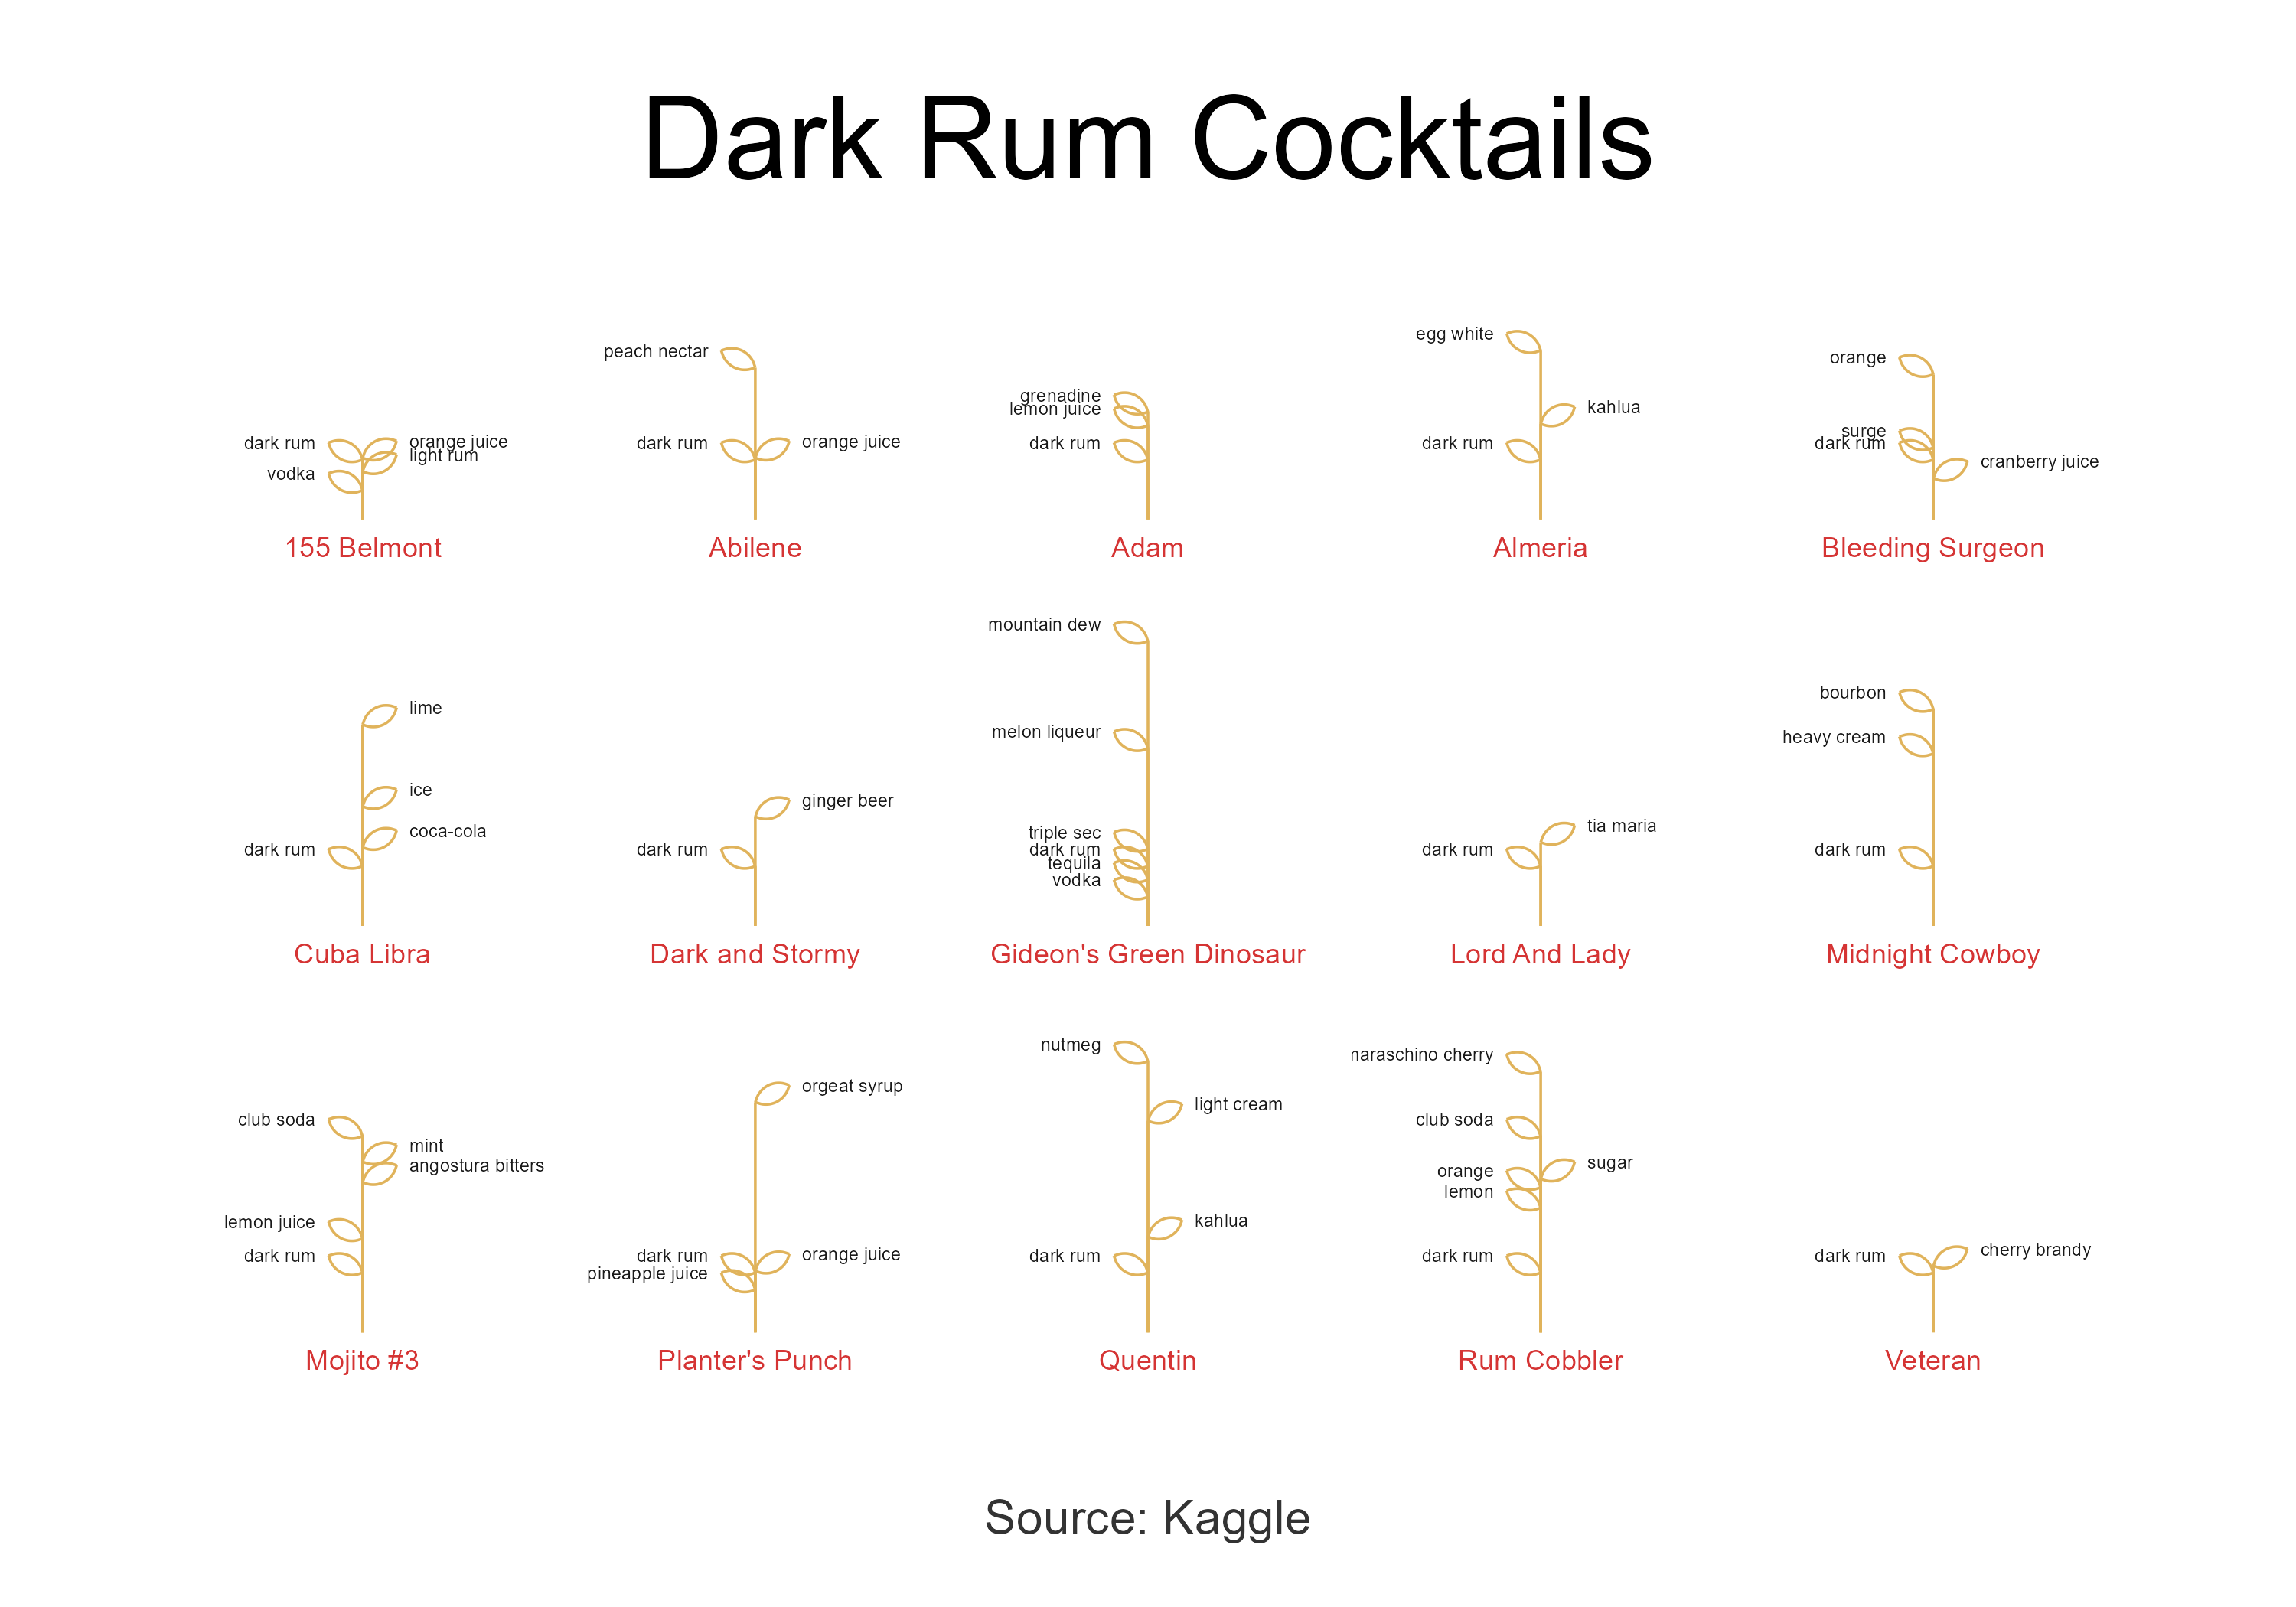 Dark Rum Cocktails
egg white
peach nectar
orange
grenadine
lemon juice
kahlua
dark rum
orange juice
light rum
vodka
dark rum
orange juice
dark rum
dark rum
surge
dark rum
cranberry juice
155 Belmont
Abilene
Adam
Almeria
Bleeding Surgeon
lime
ice
coca-cola
dark rum
ginger beer
dark rum
mountain dew
melon liqueur
triple sec
dark rum
tequila
vodka
tia maria
dark rum
bourbon
heavy cream
dark rum
Cuba Libra
Dark and Stormy
Gideon's Green Dinosaur
Lord And Lady
Midnight Cowboy
club soda
mint
angostura bitters
lemon juice
dark rum
orgeat syrup
dark rum
orange juice
pineapple juice
nutmeg
light cream
kahlua
dark rum
naraschino cherry
club soda
sugar
orange
lemon
dark rum
dark rum
cherry brandy
Mojito #3
Planter's Punch
Quentin
Rum Cobbler
Veteran
Source: Kaggle